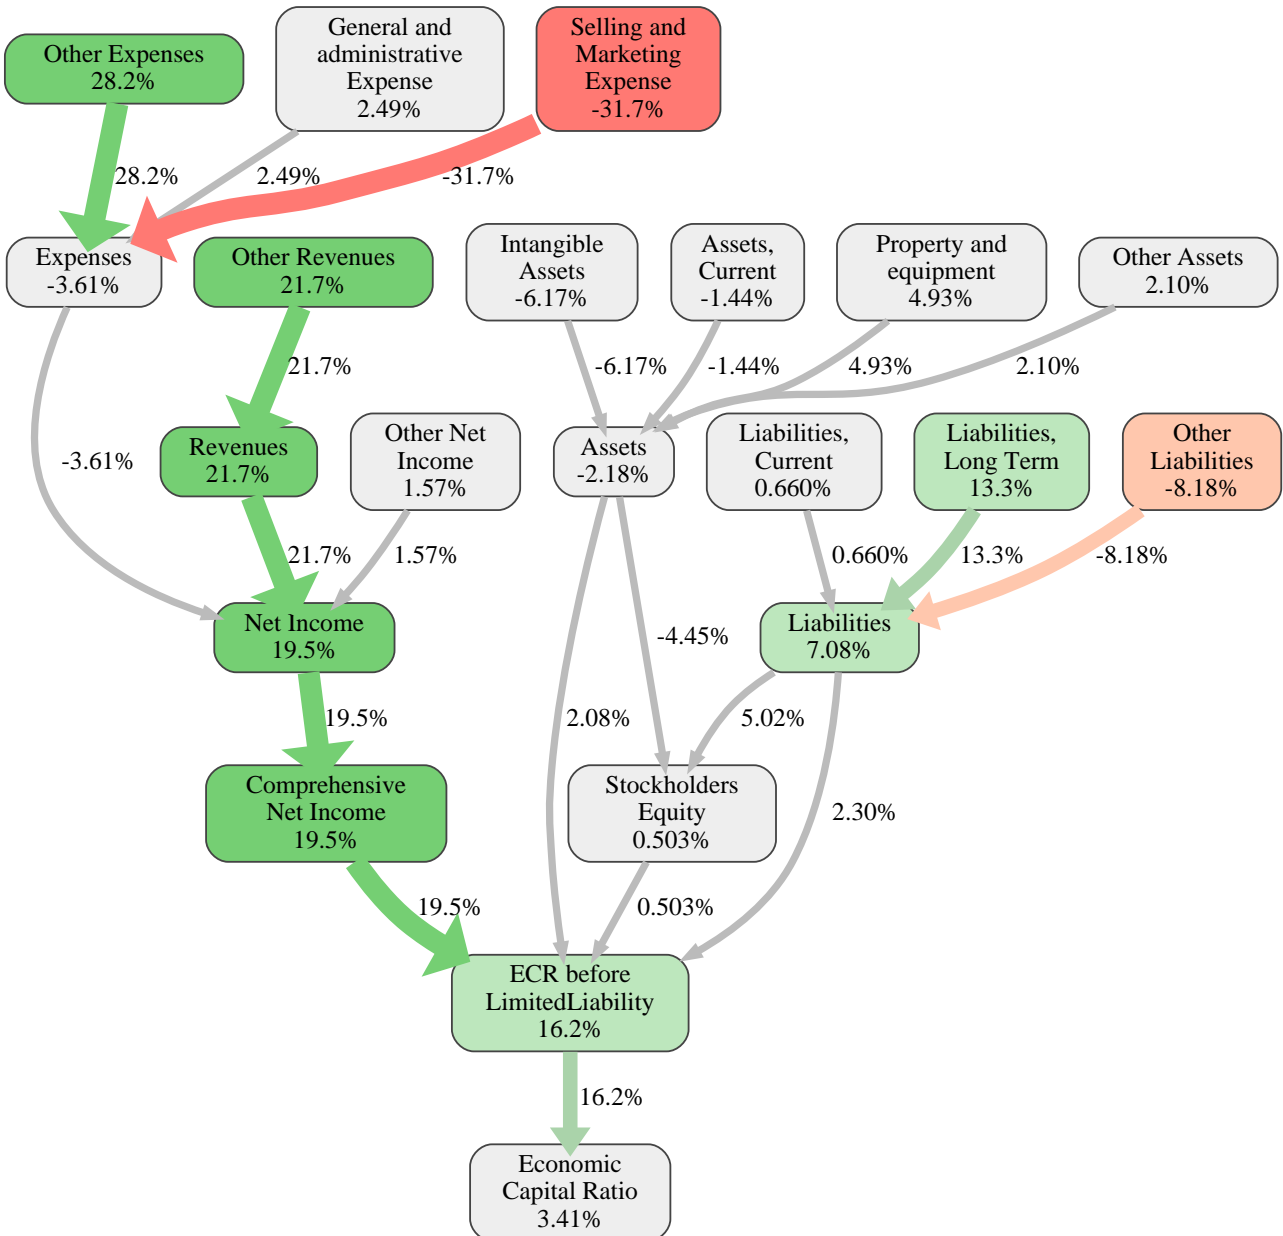 Other Expenses
28.2%
General and
administrative
Expense
2.49%
Selling and
Marketing
Expense
-31.7%
28.2%
2.49%
-31.7%
Expenses
-3.61%
Other Revenues
21.7%
Intangible
Assets
-6.17%
Assets,
Current
-1.44%
Property and
equipment
4.93%
Other Assets
2.10%
21.7%
-6.17%
-1.44%
4.93%
2.10%
-3.61%
Revenues
21.7%
Other Net
Income
1.57%
Assets
-2.18%
Liabilities,
Current
0.660%
Liabilities,
Long Term
13.3%
Other
Liabilities
-8.18%
21.7%
1.57%
0.660%
13.3%
-8.18%
Net Income
19.5%
-4.45%
Liabilities
7.08%
19.5%
2.08%
5.02%
Comprehensive
Net Income
19.5%
Stockholders
Equity
0.503%
2.30%
19.5%
0.503%
ECR before
LimitedLiability
16.2%
16.2%
Economic
Capital Ratio
3.41%